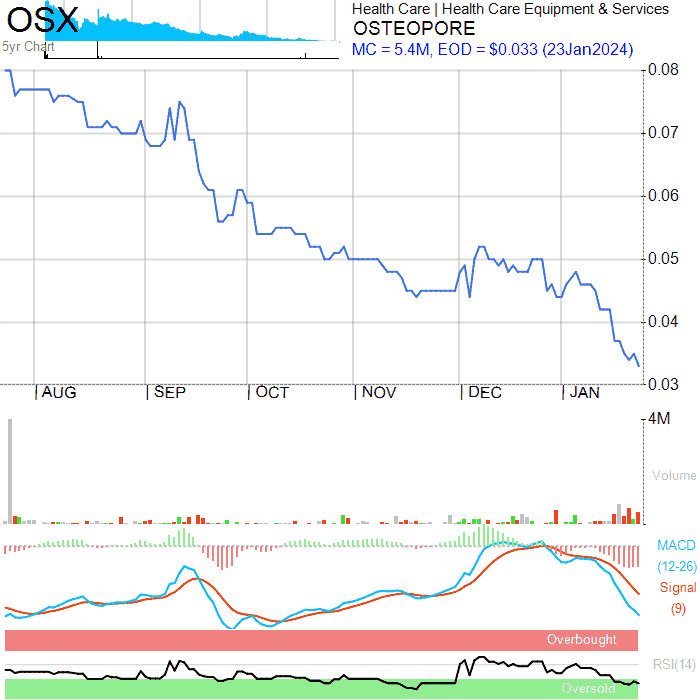 OSX
Health Care | Health Care Equipment & Services
OSTEOPORE
5yr Chart
MC = 5.4M, EOD = $0.033 (23Jan2024)
0.08
0.07
0.06
0.05
0.04
0.03
AUG SEP OCT NOV DEC JAN
4M
Volume
MACD
(12-26)
Signal
(9)
Overbought
RSI(14)
Oversold